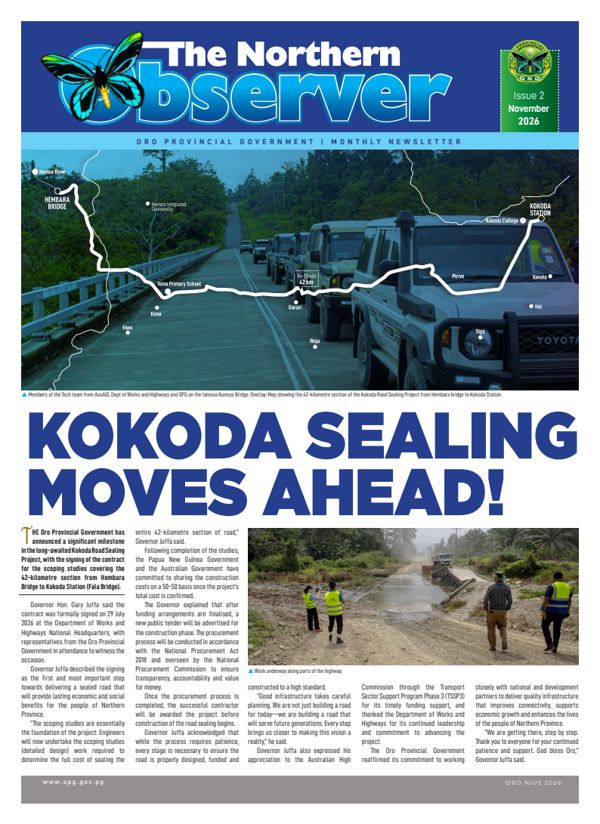 The Northern
Observer
Issue 2
November
2026
ORO PROVINCIAL GOVERNMENT | MONTHLY NEWSLETTER
HEMBARA
BRIDGE
KOKODA
STATION
Kokoda College
Ilimo Primary School
Ilimo
Eiwo
42 km
Gorari
Waju
Pirivo
Kovelo
Hoi
Siga
TOYOTA
Members of the Tech team from AusAID, Dept of Works and Highways and OPG on the famous Kumusi Bridge. Overlay: Map showing the 42-kilometre section of the Kokoda Road Sealing Project from Hembara bridge to Kokoda Station.
KOKODA SEALING
MOVES AHEAD!
THE Oro Provincial Government has
announced a significant milestone
in the long-awaited Kokoda Road Sealing
Project, with the signing of the contract
for the scoping studies covering the
42-kilometre section from Hembara
Bridge to Kokoda Station (Fala Bridge).
Governor Hon. Gary Juffa said the
contract was formally signed on 29 July
2026 at the Department of Works and
Highways National Headquarters, with
representatives from the Oro Provincial
Government in attendance to witness the
occasion.
Governor Juffa described the signing
as the first and most important step
towards delivering a sealed road that
will provide lasting economic and social
benefits for the people of Northern
Province.
"The scoping studies are essentially
the foundation of the project. Engineers
will now undertake the scoping studies
(detailed design) work required to
determine the full cost of sealing the
entire 42-kilometre section of road,"
Governor Juffa said.
Following completion of the studies,
the Papua New Guinea Government
and the Australian Government have
committed to sharing the construction
costs on a 50-50 basis once the project's
total cost is confirmed.
The Governor explained that after
funding arrangements are finalised, a
new public tender will be advertised for
the construction phase. The procurement
process will be conducted in accordance
with the National Procurement Act
2018 and overseen by the National
Procurement Commission to ensure
transparency, accountability and value
for money.
Once the procurement process is
completed, the successful contractor
will be awarded the project before
construction of the road sealing begins.
Governor Juffa acknowledged that
while the process requires patience,
every stage is necessary to ensure the
road is properly designed, funded and
Work underway along parts of the highway.
constructed to a high standard.
"Good infrastructure takes careful
planning. We are not just building a road
for today—we are building a road that
will serve future generations. Every step
brings us closer to making this vision a
reality," he said.
Governor Juffa also expressed his
appreciation to the Australian High
Commission through the Transport
Sector Support Program Phase 3 (TSSP3)
for its timely funding support, and
thanked the Department of Works and
Highways for its continued leadership
and commitment to advancing the
project.
The Oro Provincial Government
reaffirmed its commitment to working
closely with national and development
partners to deliver quality infrastructure
that improves connectivity, supports
economic growth and enhances the lives
of the people of Northern Province.
"We are getting there, step by step.
Thank you to everyone for your continued
patience and support. God bless Oro,"
Governor Juffa said.
www.opg.gov.pg
ORO NIUS 2026